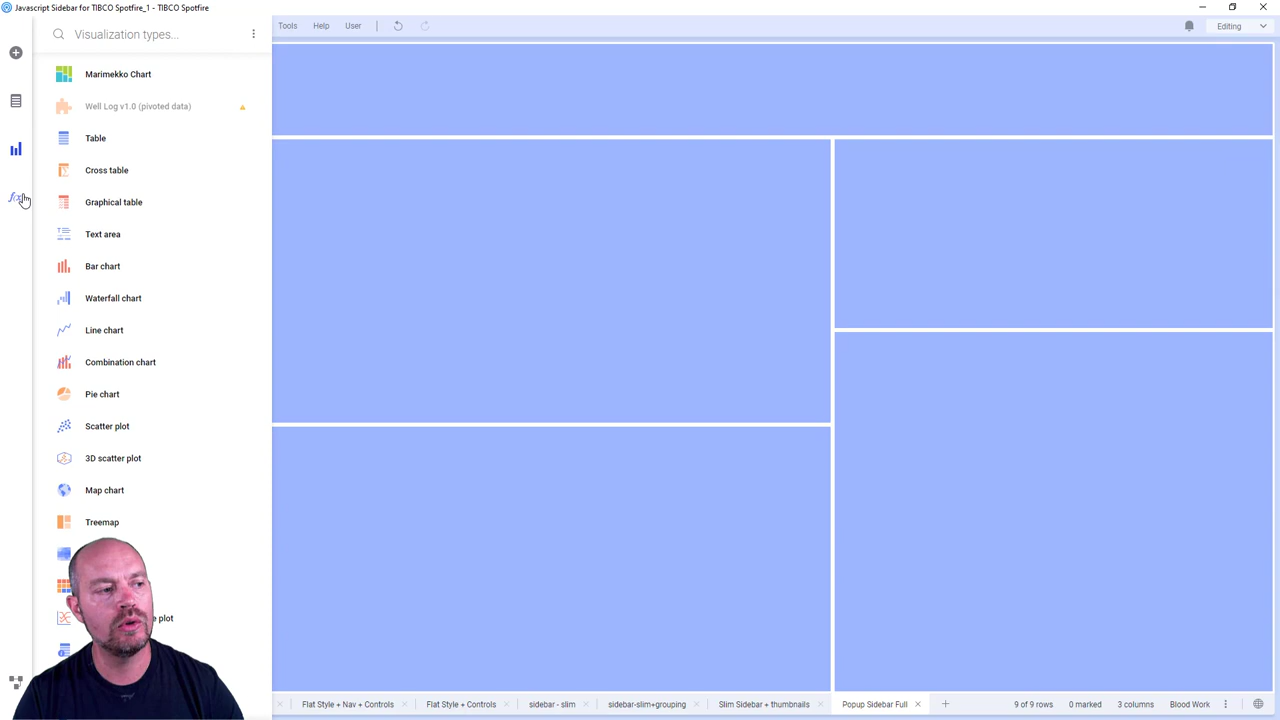 Javascript Sidebar for TIBCO Spotfire_1 - TIBCO Spotfire
Visualization types...
Tools Help User
Editing
Marimekko Chart
Well Log v1.0 (pivoted data)
Table
f(x)
Cross table
Graphical table
Text area
Bar chart
Waterfall chart
Line chart
Combination chart
Pie chart
Scatter plot
3D scatter plot
Map chart
Treemap
plot
Flat Style + Nav + Controls Flat Style + Controls sidebar - slim sidebar-slim+grouping Slim Sidebar + thumbnails Popup Sidebar Full 9 of 9 rows 0 marked 3 columns Blood Work